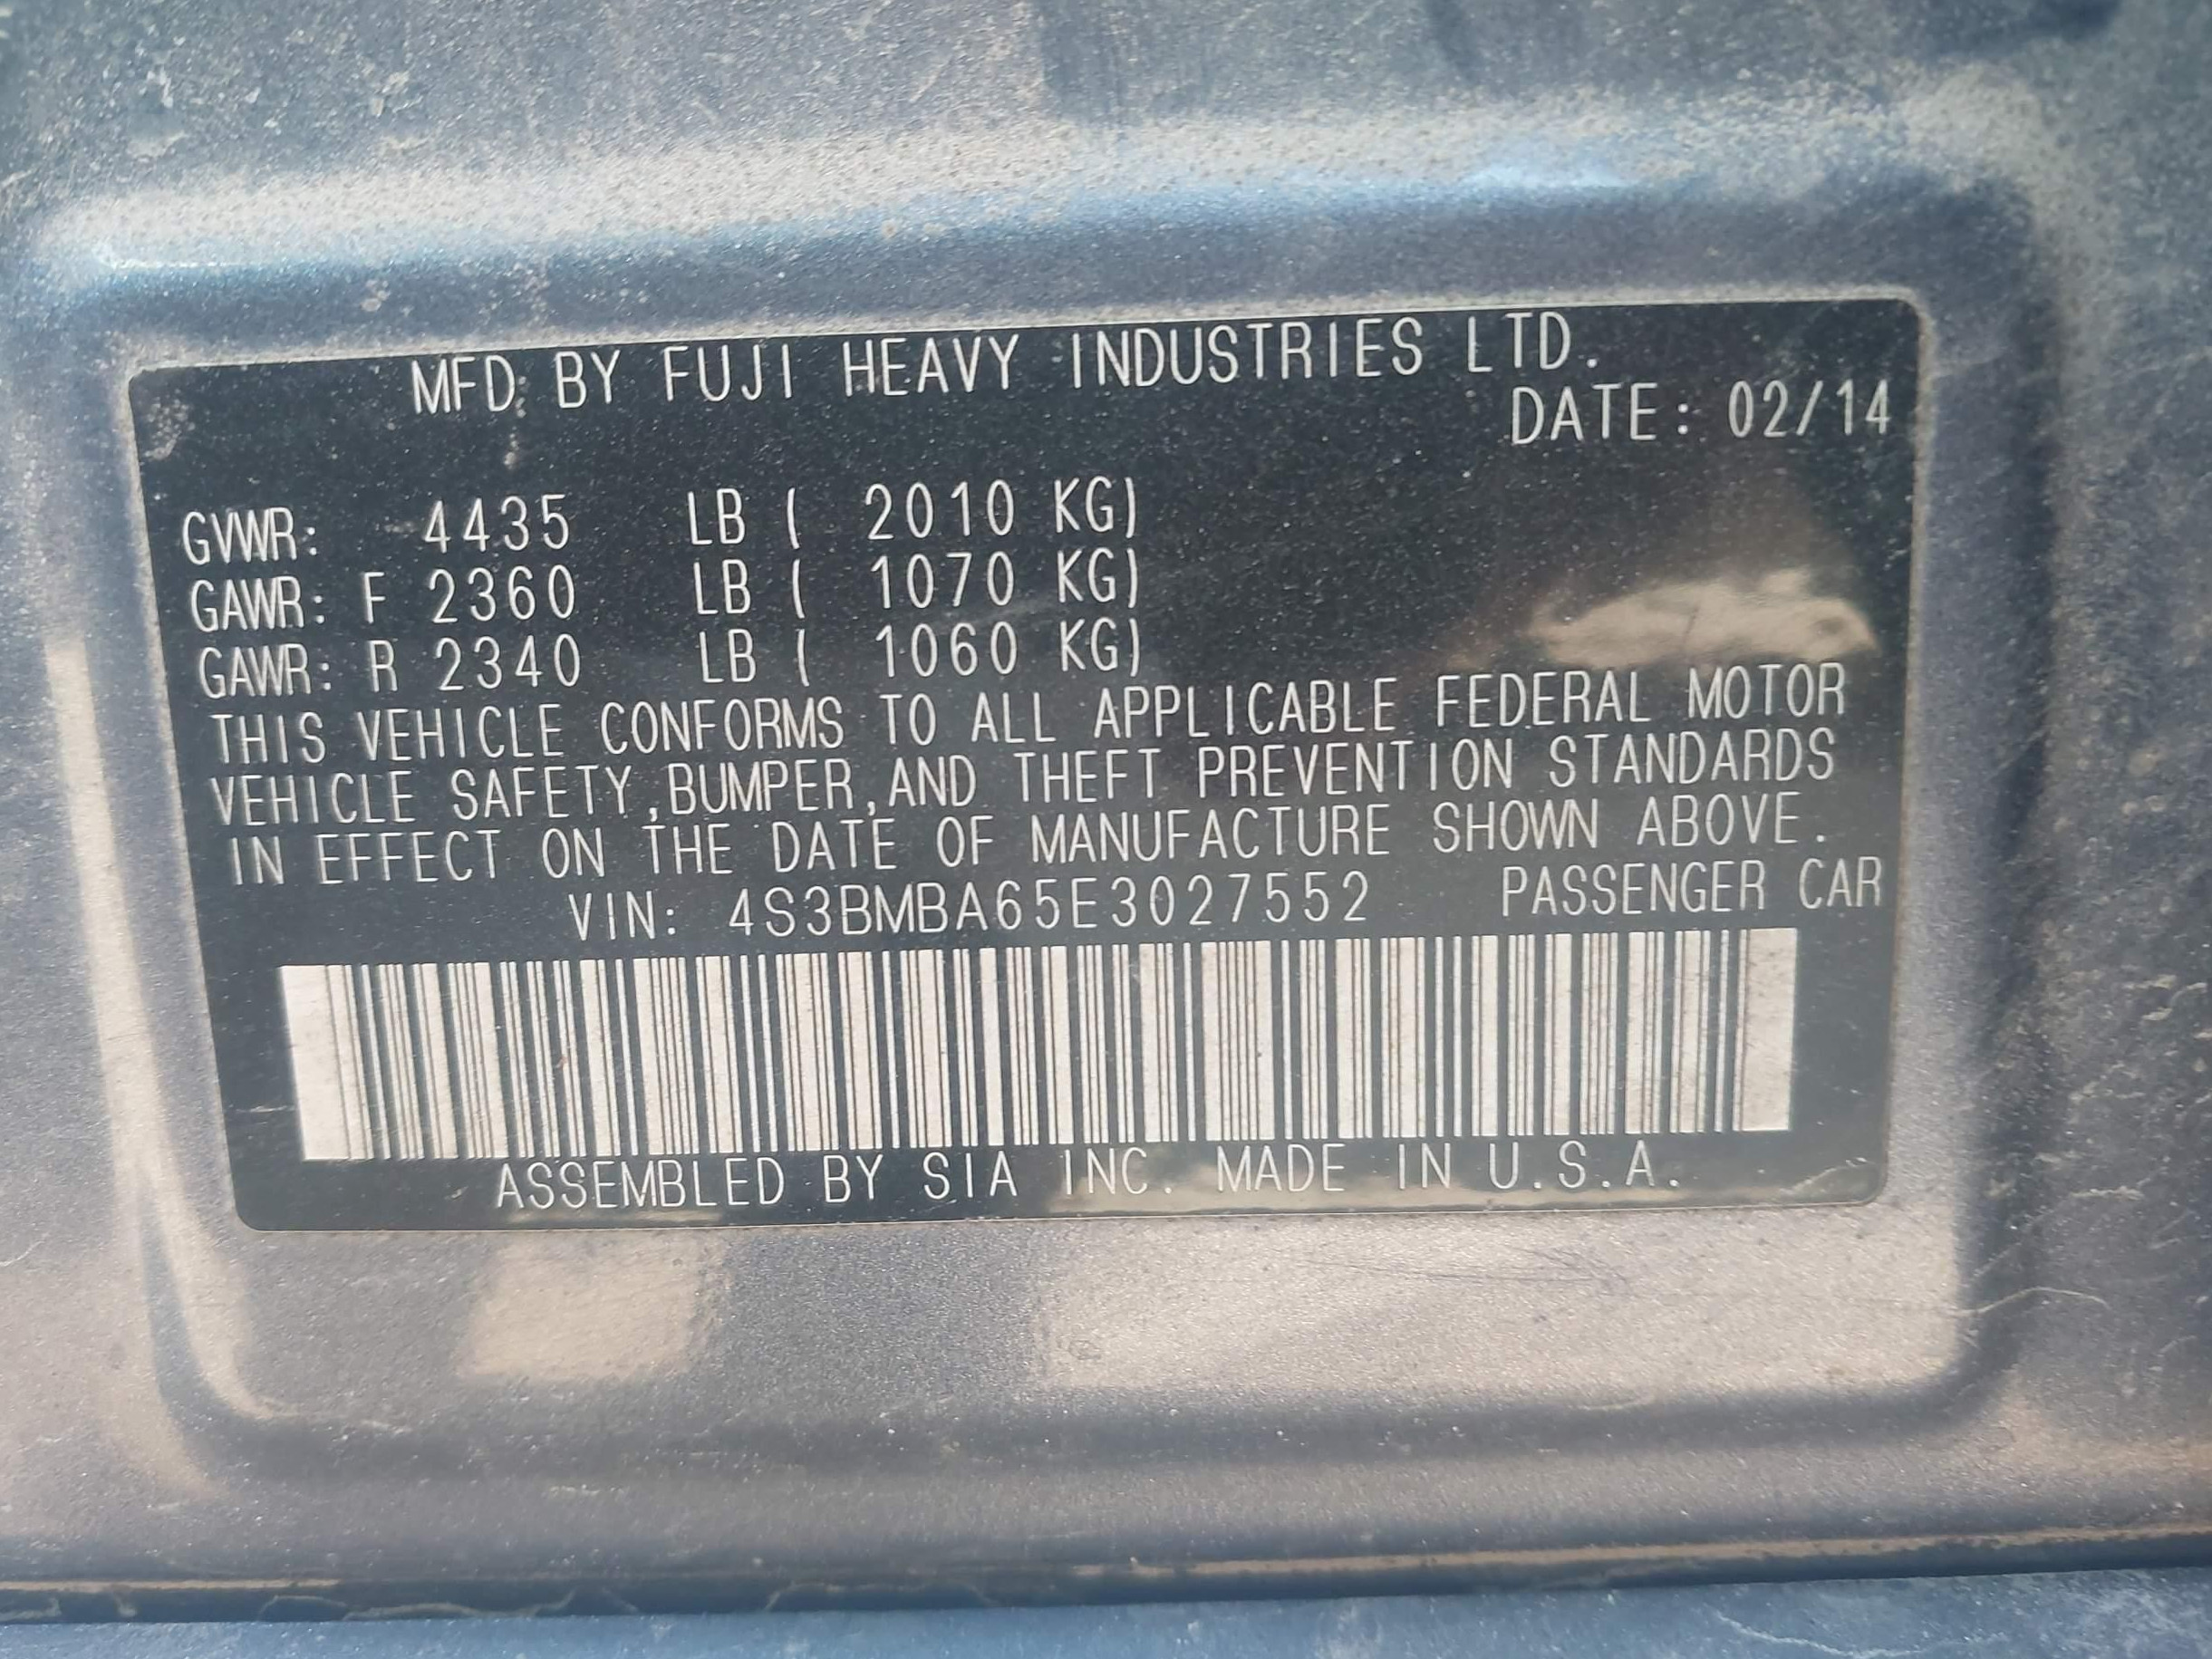 MFD. BY FUJI HEAVY INDUSTRIES LTD.
DATE: 02/14
GVWR: 4435 LB ( 2010 KG)
GAWR: F 2360 LB ( 1070 KG)
GAWR: R 2340 LB ( 1060 KG)
THIS VEHICLE CONFORMS TO ALL APPLICABLE FEDERAL MOTOR
VEHICLE SAFETY,BUMPER,AND THEFT PREVENTION STANDARDS
IN EFFECT ON THE DATE OF MANUFACTURE SHOWN ABOVE.
VIN: 4S3BMBA65E3027552 PASSENGER CAR
ASSEMBLED BY SIA INC. MADE IN U.S.A.